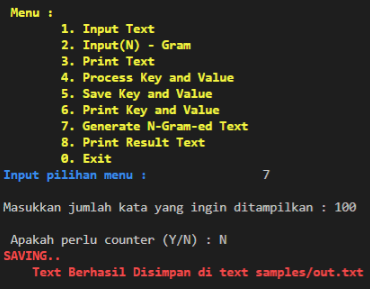 Menu :
1. Input Text
2. Input(N) - Gram
3. Print Text
4. Process Key and Value
5. Save Key and Value
6. Print Key and Value
7. Generate N-Gram-ed Text
8. Print Result Text
0. Exit
Input pilihan menu : 7
Masukkan jumlah kata yang ingin ditampilkan : 100
Apakah perlu counter (Y/N) : N
SAVING..
Text Berhasil Disimpan di text samples/out.txt